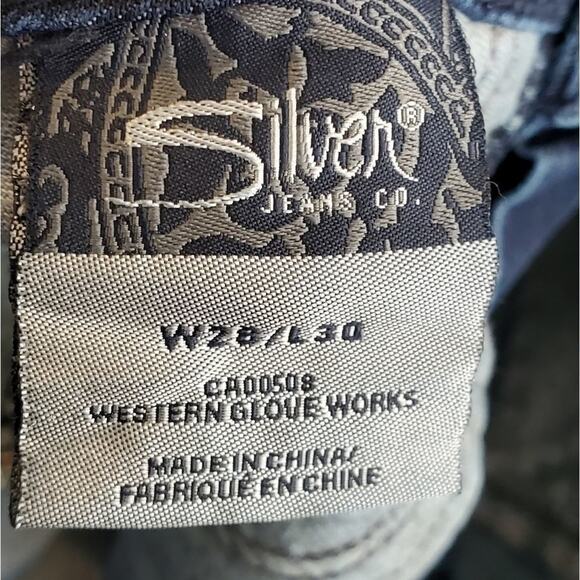 Silver®
JEANS CO.
W28/L30
CA00508
WESTERN GLOVE WORKS
MADE IN CHINA/
FABRIQUÉ EN CHINE